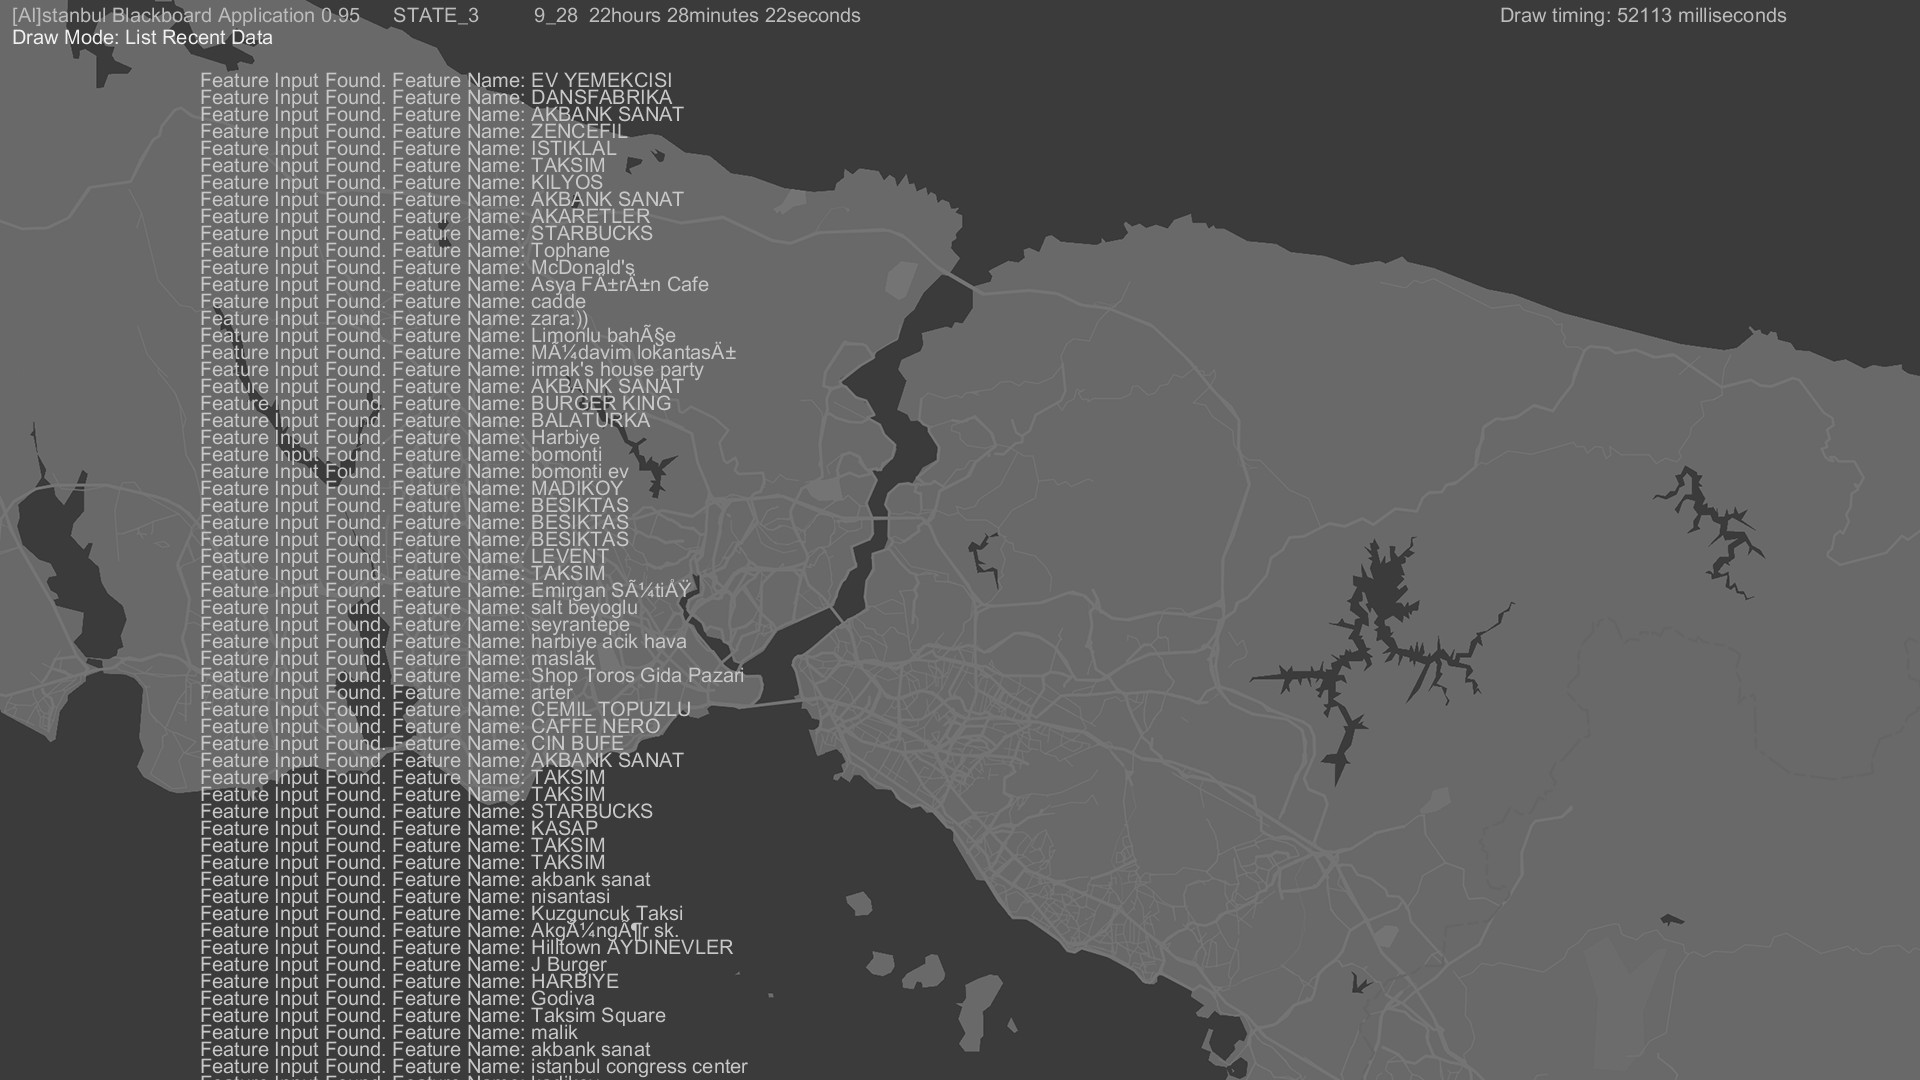 [AI]stanbul Blackboard Application 0.95 STATE_3 9_28 22hours 28minutes 22seconds Draw timing: 52113 milliseconds
Draw Mode: List Recent Data
Feature Input Found. Feature Name: EV YEMEKCISI
Feature Input Found. Feature Name: DANSFABRIKA
Feature Input Found. Feature Name: AKBANK SANAT
Feature Input Found. Feature Name: ZENCEFIL
Feature Input Found. Feature Name: ISTIKLAL
Feature Input Found. Feature Name: TAKSIM
Feature Input Found. Feature Name: KILYOS
Feature Input Found. Feature Name: AKBANK SANAT
Feature Input Found. Feature Name: AKARETLER
Feature Input Found. Feature Name: STARBUCKS
Feature Input Found. Feature Name: Tophane
Feature Input Found. Feature Name: McDonald's
Feature Input Found. Feature Name: Asya FÄ±rÄ±n Cafe
Feature Input Found. Feature Name: cadde
Feature Input Found. Feature Name: zara:))
Feature Input Found. Feature Name: Limonlu bahÃ§e
Feature Input Found. Feature Name: MÃ¼davim lokantasÄ±
Feature Input Found. Feature Name: irmak's house party
Feature Input Found. Feature Name: AKBANK SANAT
Feature Input Found. Feature Name: BURGER KING
Feature Input Found. Feature Name: BALATURKA
Feature Input Found. Feature Name: Harbiye
Feature Input Found. Feature Name: bomonti
Feature Input Found. Feature Name: bomonti ev
Feature Input Found. Feature Name: MADIKOY
Feature Input Found. Feature Name: BESIKTAS
Feature Input Found. Feature Name: BESIKTAS
Feature Input Found. Feature Name: BESIKTAS
Feature Input Found. Feature Name: LEVENT
Feature Input Found. Feature Name: TAKSIM
Feature Input Found. Feature Name: Emirgan SÃ¼tiÅŸ
Feature Input Found. Feature Name: salt beyoglu
Feature Input Found. Feature Name: seyrantepe
Feature Input Found. Feature Name: harbiye acik hava
Feature Input Found. Feature Name: maslak
Feature Input Found. Feature Name: Shop Toros Gida Pazari
Feature Input Found. Feature Name: arter
Feature Input Found. Feature Name: CEMIL TOPUZLU
Feature Input Found. Feature Name: CAFFE NERO
Feature Input Found. Feature Name: CIN BUFE
Feature Input Found. Feature Name: AKBANK SANAT
Feature Input Found. Feature Name: TAKSIM
Feature Input Found. Feature Name: TAKSIM
Feature Input Found. Feature Name: STARBUCKS
Feature Input Found. Feature Name: KASAP
Feature Input Found. Feature Name: TAKSIM
Feature Input Found. Feature Name: TAKSIM
Feature Input Found. Feature Name: akbank sanat
Feature Input Found. Feature Name: nisantasi
Feature Input Found. Feature Name: Kuzguncuk Taksi
Feature Input Found. Feature Name: AkgÃ¼ngÃ¶r sk.
Feature Input Found. Feature Name: Hilltown AYDINEVLER
Feature Input Found. Feature Name: J Burger
Feature Input Found. Feature Name: HARBIYE
Feature Input Found. Feature Name: Godiva
Feature Input Found. Feature Name: Taksim Square
Feature Input Found. Feature Name: malik
Feature Input Found. Feature Name: akbank sanat
Feature Input Found. Feature Name: istanbul congress center